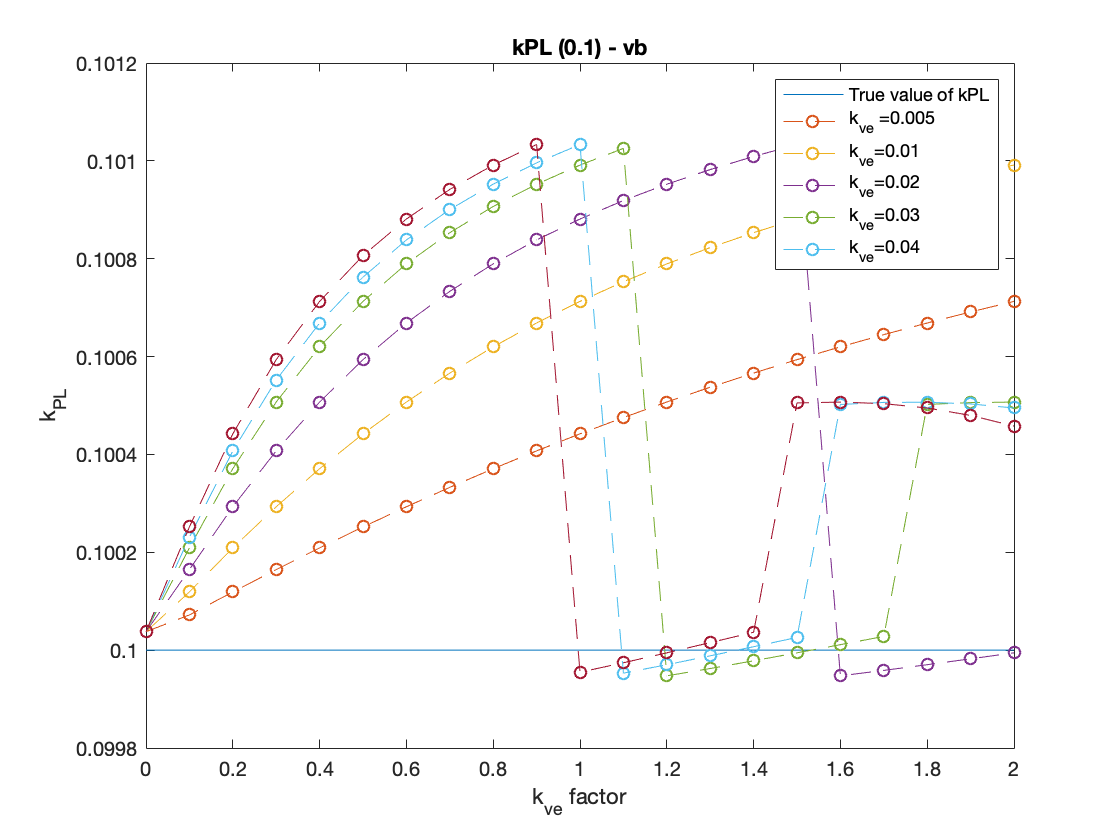 kPL (0.1) - vb
0.1012
0.101
0.1008
0.1006
0.1004
0.1002
0.1
0.0998
kPL
True value of kPL
kve =0.005
kve=0.01
kve=0.02
kve=0.03
kve=0.04
0 0.2 0.4 0.6 0.8 1 1.2 1.4 1.6 1.8 2
kve factor